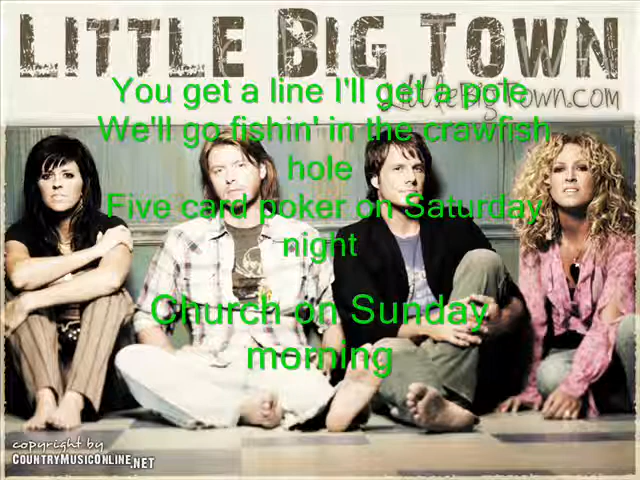 LITTLE BIG TOWN
LittleBigTown.com
You get a line I'll get a pole
We'll go fishin' in the crawfish
hole
Five card poker on Saturday
night
Church on Sunday
morning
copyright by
COUNTRYMUSICONLINE.NET